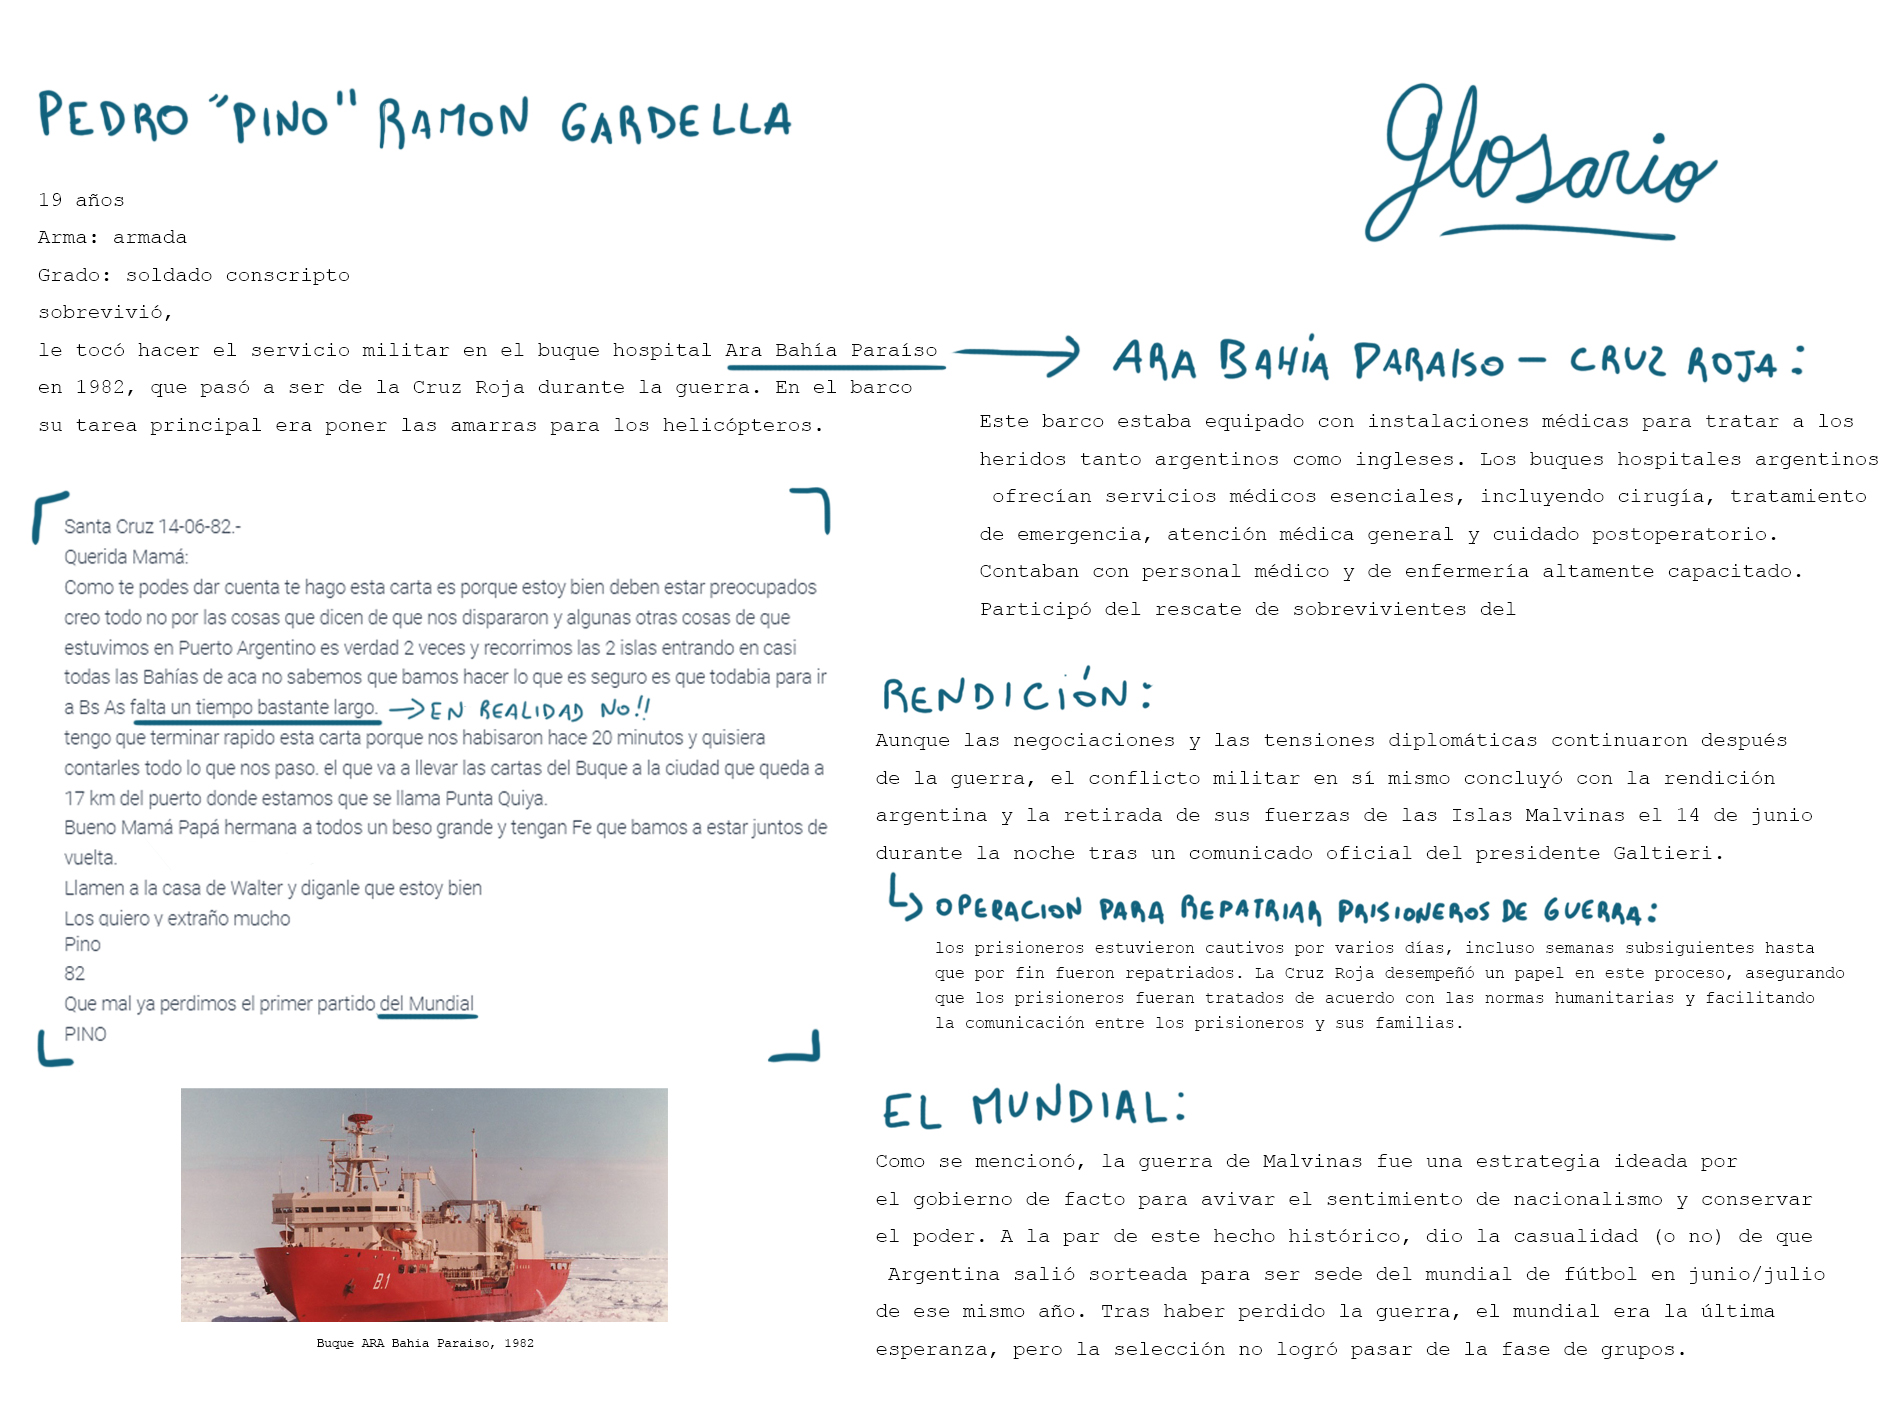 PEDRO "PINO" RAMON GARDELLA
19 años
Arma: armada
Grado: soldado conscripto
sobrevivió,
le tocó hacer el servicio militar en el buque hospital Ara Bahía Paraíso
en 1982, que pasó a ser de la Cruz Roja durante la guerra. En el barco
su tarea principal era poner las amarras para los helicópteros.
Santa Cruz 14-06-82.-
Querida Mamá:
Como te podes dar cuenta te hago esta carta es porque estoy bien deben estar preocupados
creo todo no por las cosas que dicen de que nos dispararon y algunas otras cosas de que
estuvimos en Puerto Argentino es verdad 2 veces y recorrimos las 2 islas entrando en casi
todas las Bahías de aca no sabemos que bamos hacer lo que es seguro es que todabia para ir
a Bs As falta un tiempo bastante largo. → EN REALIDAD NO!!
tengo que terminar rapido esta carta porque nos habisaron hace 20 minutos y quisiera
contarles todo lo que nos paso. el que va a llevar las cartas del Buque a la ciudad que queda a
17 km del puerto donde estamos que se llama Punta Quiya.
Bueno Mamá Papá hermana a todos un beso grande y tengan Fe que bamos a estar juntos de
vuelta.
Llamen a la casa de Walter y diganle que estoy bien
Los quiero y extraño mucho
Pino
82
Que mal ya perdimos el primer partido del Mundial
PINO
B.1
Buque ARA Bahia Paraiso, 1982
glosario
ARA BAHÍA PARAISO - CRUZ ROJA:
Este barco estaba equipado con instalaciones médicas para tratar a los
heridos tanto argentinos como ingleses. Los buques hospitales argentinos
ofrecían servicios médicos esenciales, incluyendo cirugía, tratamiento
de emergencia, atención médica general y cuidado postoperatorio.
Contaban con personal médico y de enfermería altamente capacitado.
Participó del rescate de sobrevivientes del
RENDICIÓN:
Aunque las negociaciones y las tensiones diplomáticas continuaron después
de la guerra, el conflicto militar en sí mismo concluyó con la rendición
argentina y la retirada de sus fuerzas de las Islas Malvinas el 14 de junio
durante la noche tras un comunicado oficial del presidente Galtieri.
OPERACION PARA REPATRIAR PRISIONEROS DE GUERRA:
los prisioneros estuvieron cautivos por varios días, incluso semanas subsiguientes hasta
que por fin fueron repatriados. La Cruz Roja desempeñó un papel en este proceso, asegurando
que los prisioneros fueran tratados de acuerdo con las normas humanitarias y facilitando
la comunicación entre los prisioneros y sus familias.
EL MUNDIAL:
Como se mencionó, la guerra de Malvinas fue una estrategia ideada por
el gobierno de facto para avivar el sentimiento de nacionalismo y conservar
el poder. A la par de este hecho histórico, dio la casualidad (o no) de que
Argentina salió sorteada para ser sede del mundial de fútbol en junio/julio
de ese mismo año. Tras haber perdido la guerra, el mundial era la última
esperanza, pero la selección no logró pasar de la fase de grupos.